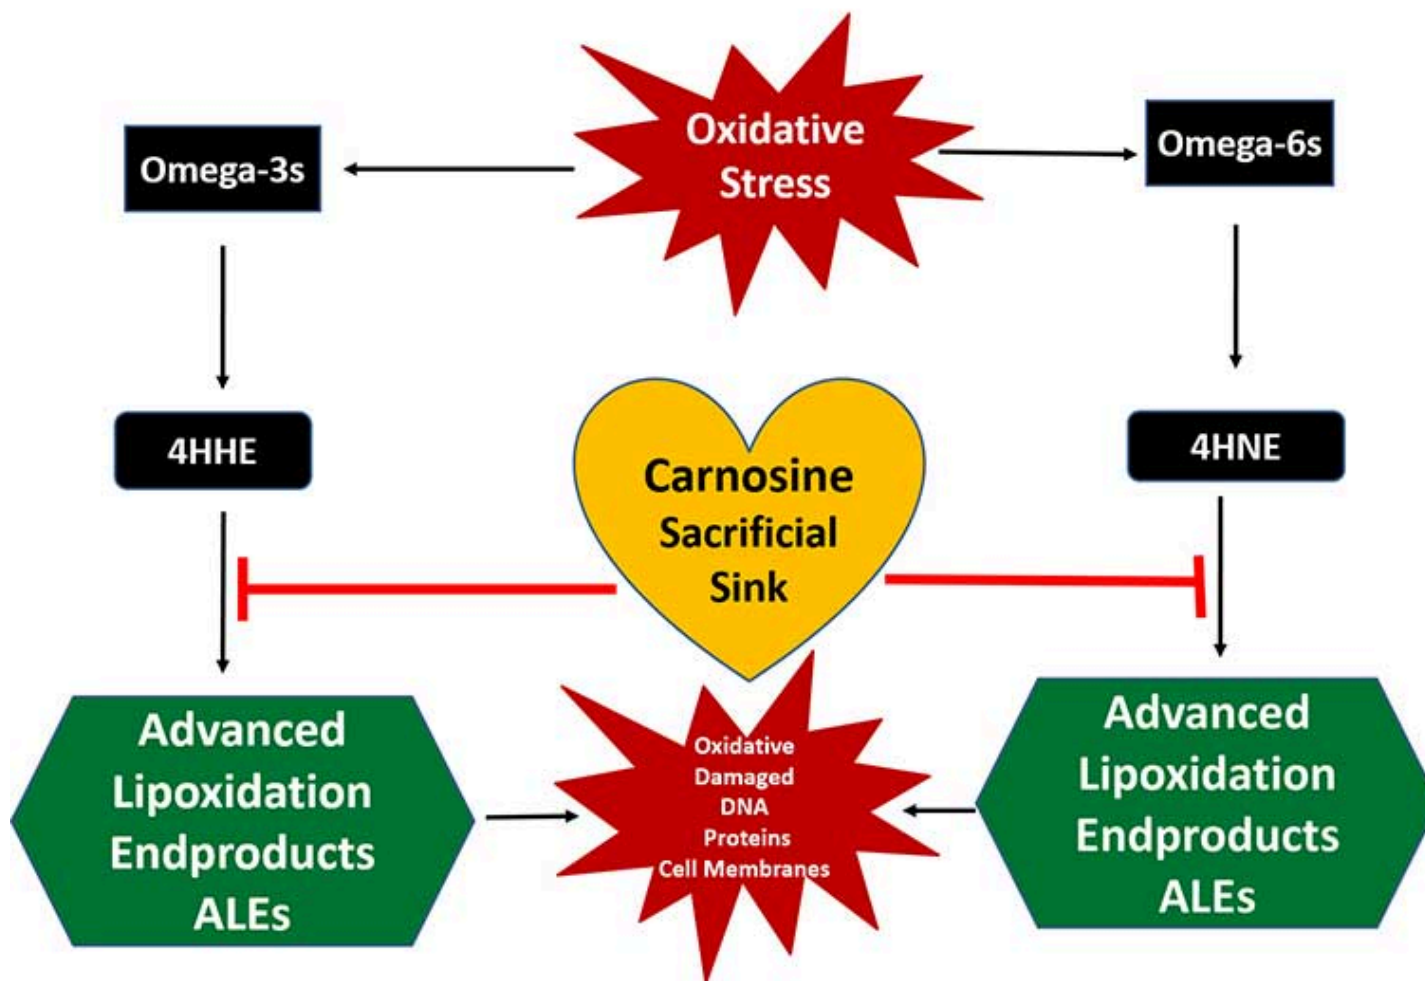 Oxidative
Stress
Omega-3s
Omega-6s
4HHE
4HNE
Carnosine
Sacrificial
Sink
Advanced
Lipoxidation
Endproducts
ALEs
Oxidative
Damaged
DNA
Proteins
Cell Membranes
Advanced
Lipoxidation
Endproducts
ALEs